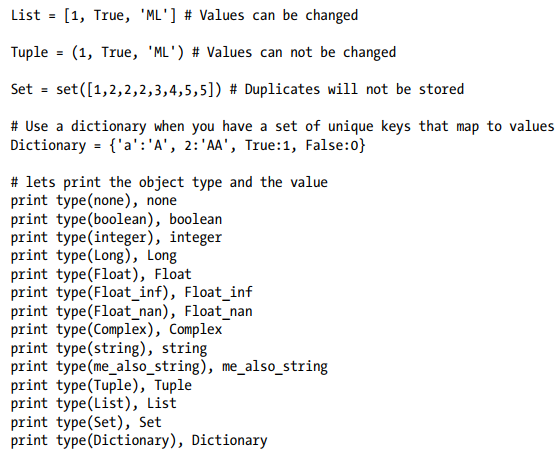 List = [1, True, 'ML'] # Values can be changed
Tuple = (1, True, 'ML') # Values can not be changed
Set = set([1,2,2,2,3,4,5,5]) # Duplicates will not be stored
# Use a dictionary when you have a set of unique keys that map to values
Dictionary = {'a':'A', 2:'AA', True:1, False:0}
# lets print the object type and the value
print type(none), none
print type(boolean), boolean
print type(integer), integer
print type(Long), Long
print type(Float), Float
print type(Float_inf), Float_inf
print type(Float_nan), Float_nan
print type(Complex), Complex
print type(string), string
print type(me_also_string), me_also_string
print type(Tuple), Tuple
print type(List), List
print type(Set), Set
print type(Dictionary), Dictionary